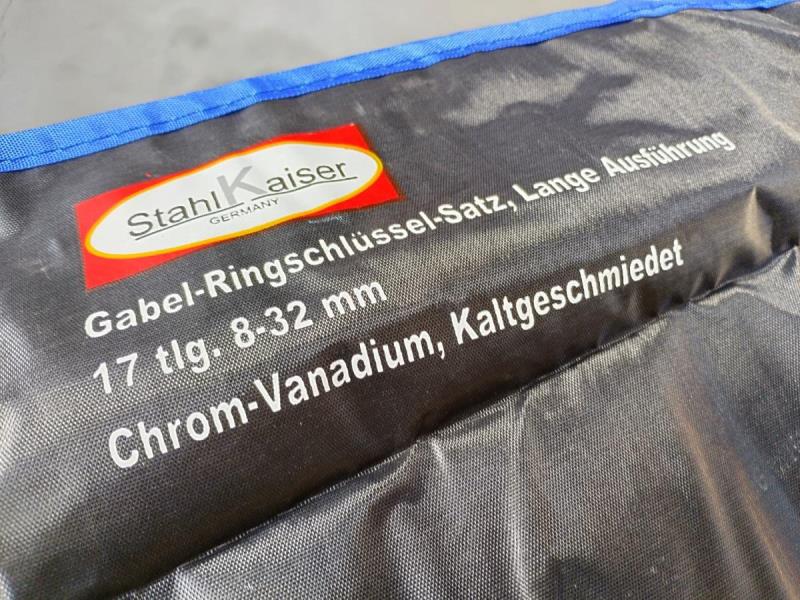 StahlKaiser
GERMANY
Gabel-Ringschlüssel-Satz, Lange Ausführung
17 tlg. 8-32 mm
Chrom-Vanadium, Kaltgeschmiedet